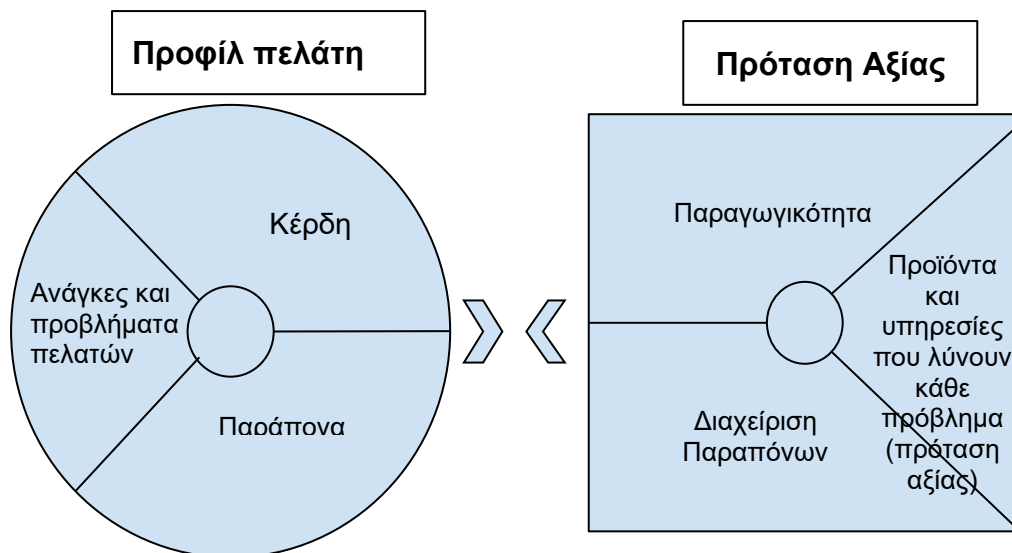 Προφίλ πελάτη
Κέρδη
Ανάγκες και
προβλήματα
πελατών
Παράπονα
Πρόταση Αξίας
Παραγωγικότητα
Προϊόντα
και
υπηρεσίες
που λύνουν
κάθε
πρόβλημα
(πρόταση
αξίας)
Διαχείριση
Παραπόνων